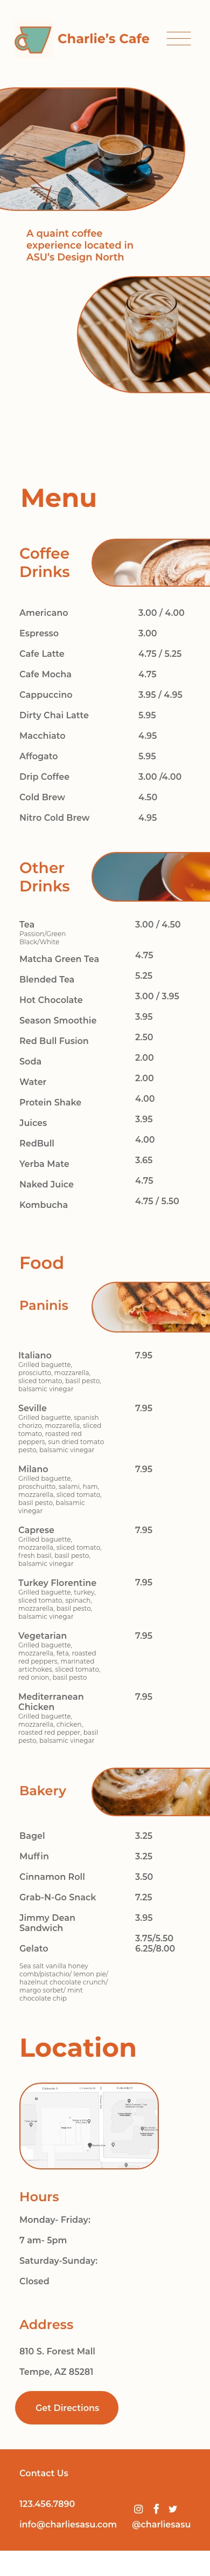 Charlie's Cafe
A quaint coffee
experience located in
ASU's Design North
Menu
Coffee
Drinks
Americano 3.00 / 4.00
Espresso 3.00
Cafe Latte 4.75 / 5.25
Cafe Mocha 4.75
Cappuccino 3.95 / 4.95
Dirty Chai Latte 5.95
Macchiato 4.95
Affogato 5.95
Drip Coffee 3.00 /4.00
Cold Brew 4.50
Nitro Cold Brew 4.95
Other
Drinks
Tea 3.00 / 4.50
Passion/Green
Black/White
Matcha Green Tea 4.75
Blended Tea 5.25
Hot Chocolate 3.00 / 3.95
Season Smoothie 3.95
Red Bull Fusion 2.50
Soda 2.00
Water 2.00
Protein Shake 4.00
Juices 3.95
RedBull 4.00
Yerba Mate 3.65
Naked Juice 4.75
Kombucha 4.75 / 5.50
Food
Paninis
Italiano 7.95
Grilled baguette,
prosciutto, mozzarella,
sliced tomato, basil pesto,
balsamic vinegar
Seville 7.95
Grilled baguette, spanish
chorizo, mozzarella, sliced
tomato, roasted red
peppers, sun dried tomato
pesto, balsamic vinegar
Milano 7.95
Grilled baguette,
proschuitto, salami, ham,
mozzarella, sliced tomato,
basil pesto, balsamic
vinegar
Caprese 7.95
Grilled baguette,
mozzarella, sliced tomato,
fresh basil, basil pesto,
balsamic vinegar
Turkey Florentine 7.95
Grilled baguette, turkey,
sliced tomato, spinach,
mozzarella, basil pesto,
balsamic vinegar
Vegetarian 7.95
Grilled baguette,
mozzarella, feta, roasted
red peppers, marinated
artichokes, sliced tomato,
red onion, basil pesto
Mediterranean 7.95
Chicken
Grilled baguette,
mozzarella, chicken,
roasted red pepper, basil
pesto, balsamic vinegar
Bakery
Bagel 3.25
Muffin 3.25
Cinnamon Roll 3.50
Grab-N-Go Snack 7.25
Jimmy Dean 3.95
Sandwich
3.75/5.50
Gelato 6.25/8.00
Sea salt vanilla honey
comb/pistachio/ lemon pie/
hazelnut chocolate crunch/
margo sorbet/ mint
chocolate chip
Location
Hours
Monday- Friday:
7 am- 5pm
Saturday-Sunday:
Closed
Address
810 S. Forest Mall
Tempe, AZ 85281
Get Directions
Contact Us
123.456.7890
info@charliesasu.com @charliesasu